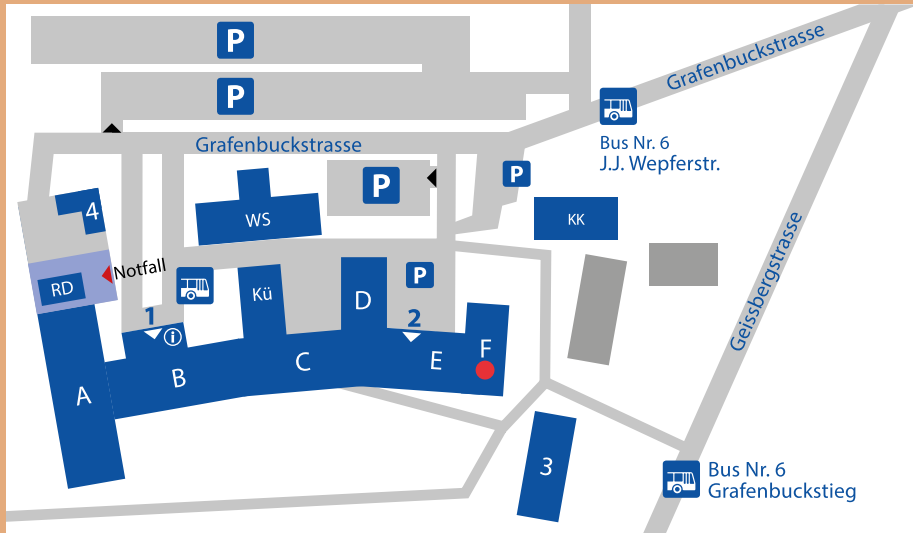 P
P
Grafenbuckstrasse
Grafenbuckstrasse
Bus Nr. 6
J.J. Wepferstr.
P
P
4
WS
KK
Notfall
RD
Kü
D
P
1
i
2
F
Geissbergstrasse
A
B
C
E
3
Bus Nr. 6
Grafenbuckstieg